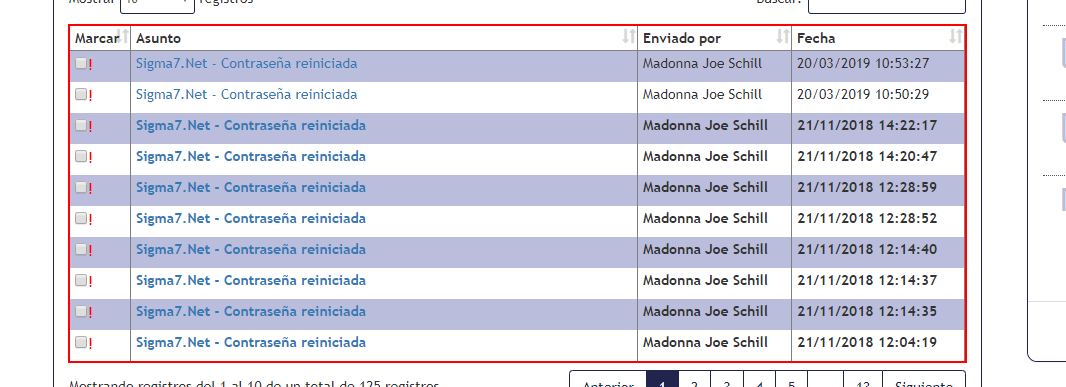 Mostrar 10 registros Buscar:
Marcar Asunto Enviado por Fecha
! Sigma7.Net - Contraseña reiniciada Madonna Joe Schill 20/03/2019 10:53:27
! Sigma7.Net - Contraseña reiniciada Madonna Joe Schill 20/03/2019 10:50:29
! Sigma7.Net - Contraseña reiniciada Madonna Joe Schill 21/11/2018 14:22:17
! Sigma7.Net - Contraseña reiniciada Madonna Joe Schill 21/11/2018 14:20:47
! Sigma7.Net - Contraseña reiniciada Madonna Joe Schill 21/11/2018 12:28:59
! Sigma7.Net - Contraseña reiniciada Madonna Joe Schill 21/11/2018 12:28:52
! Sigma7.Net - Contraseña reiniciada Madonna Joe Schill 21/11/2018 12:14:40
! Sigma7.Net - Contraseña reiniciada Madonna Joe Schill 21/11/2018 12:14:37
! Sigma7.Net - Contraseña reiniciada Madonna Joe Schill 21/11/2018 12:14:35
! Sigma7.Net - Contraseña reiniciada Madonna Joe Schill 21/11/2018 12:04:19
Mostrando registros del 1 al 10 de un total de 125 registros Anterior 1 2 3 4 5 ... 13 Siguiente